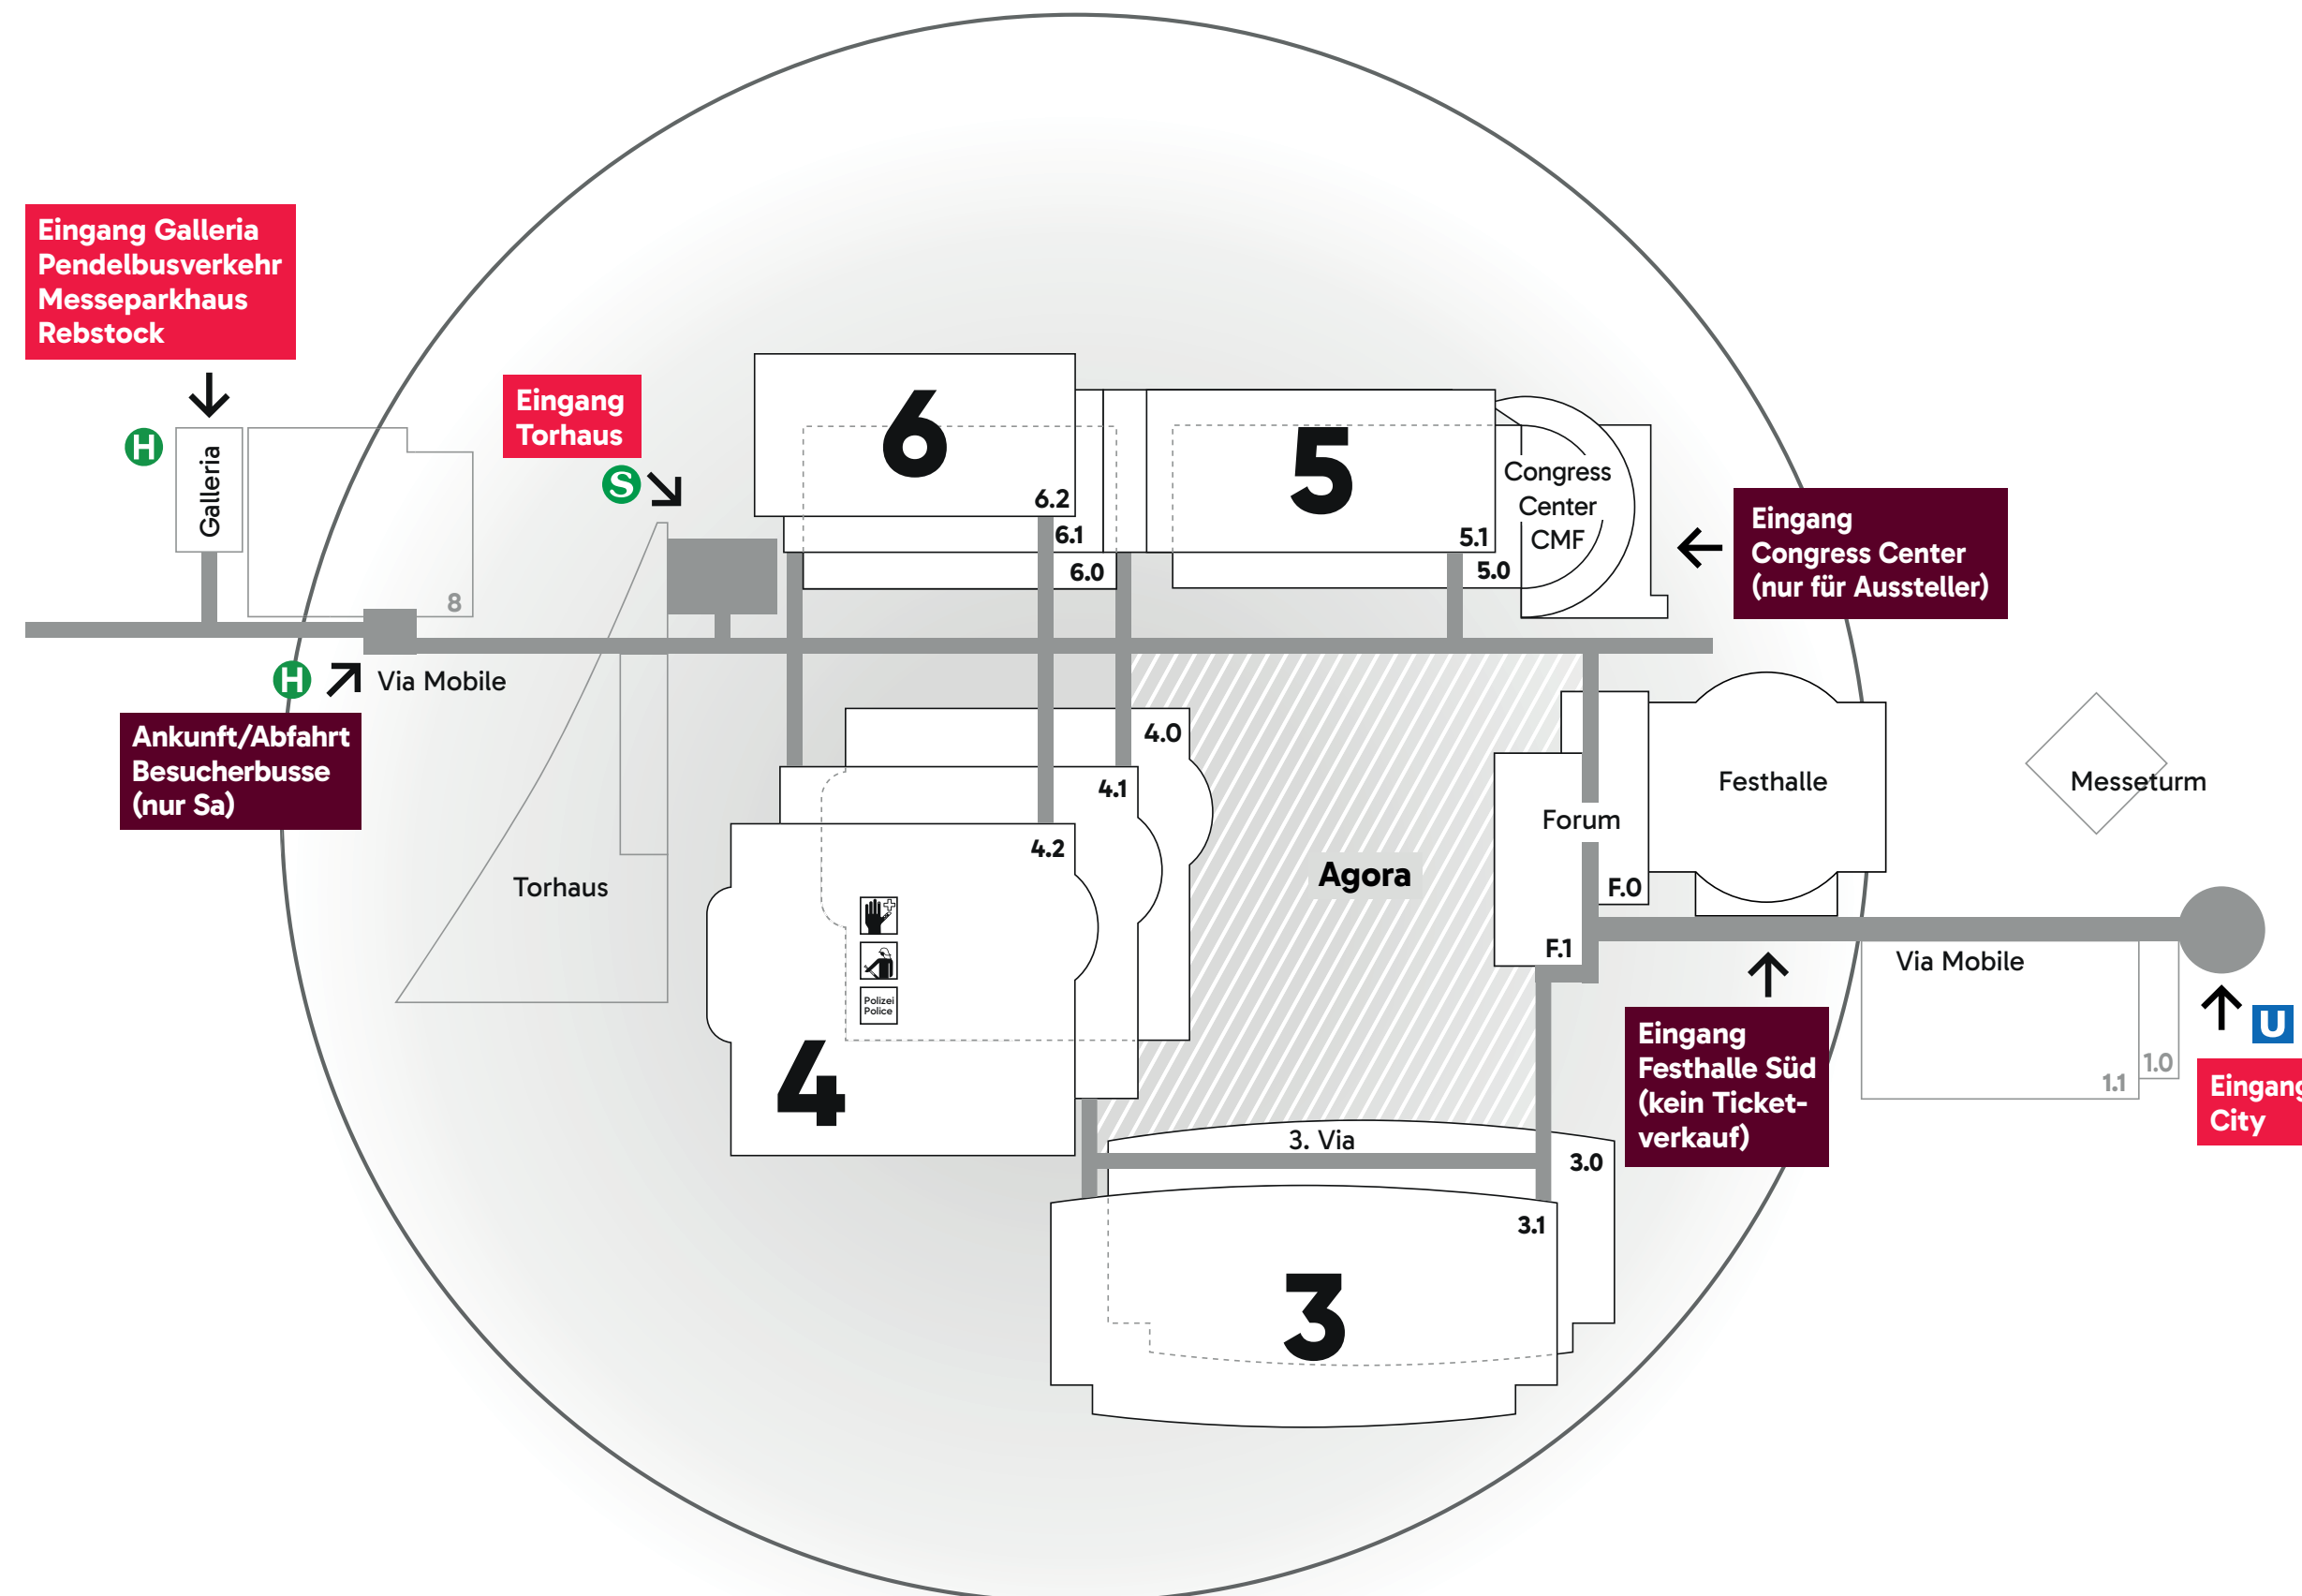 Eingang Galleria
Pendelbusverkehr
Messeparkhaus
Rebstock
H
Galleria
8
Eingang
Torhaus
S
6
6.2
6.1
6.0
5
5.1
5.0
Congress
Center
CMF
Eingang
Congress Center
(nur für Aussteller)
H
Via Mobile
Ankunft/Abfahrt
Besucherbusse
(nur Sa)
Torhaus
4.0
4.1
4.2
Polizei
Police
4
Agora
Forum
F.0
F.1
Festhalle
Messeturm
Via Mobile
1.1
1.0
U
Eingang
City
Eingang
Festhalle Süd
(kein Ticket-
verkauf)
3. Via
3.0
3.1
3